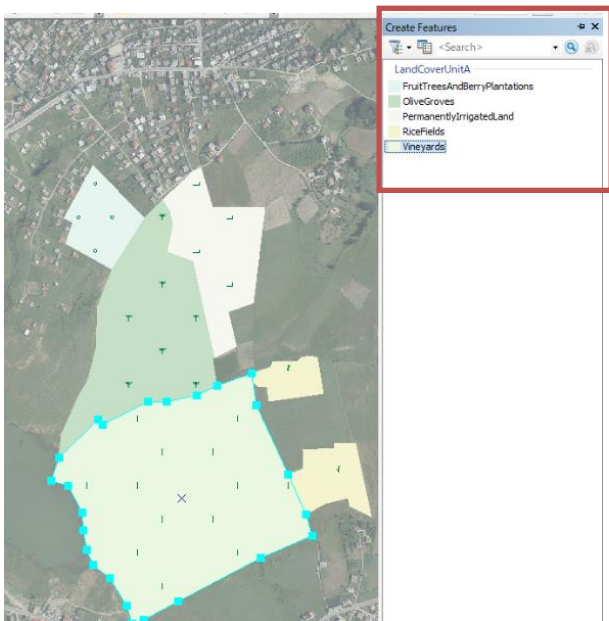 Create Features
<Search>
LandCoverUnitA
FruitTreesAndBerryPlantations
OliveGroves
PermanentlyIrrigatedLand
RiceFields
Vineyards